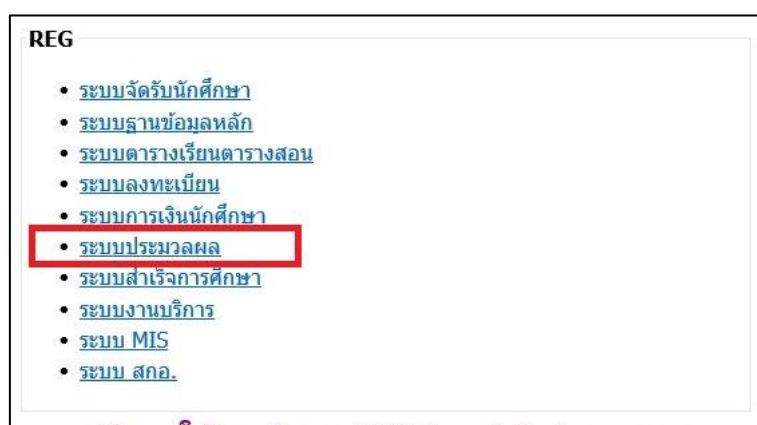 REG
ระบบจัดรับนักศึกษา
ระบบฐานข้อมูลหลัก
ระบบตารางเรียนตารางสอน
ระบบลงทะเบียน
ระบบการเงินนักศึกษา
ระบบประมวลผล
ระบบสำเร็จการศึกษา
ระบบงานบริการ
ระบบ MIS
ระบบ สกอ.